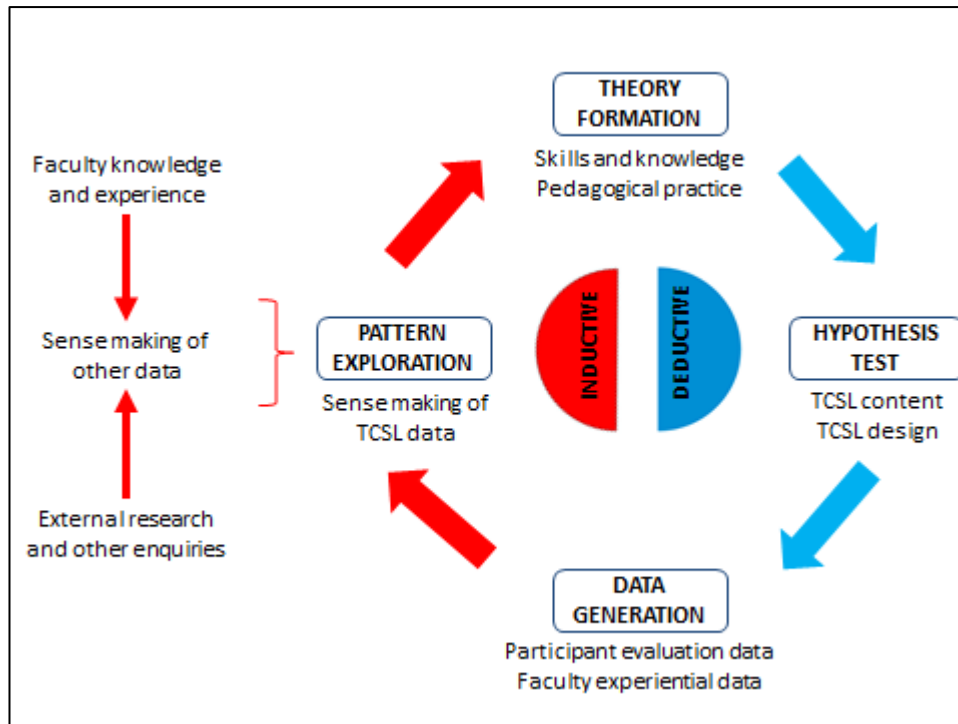 THEORY
FORMATION
Skills and knowledge
Pedagogical practice
Faculty knowledge
and experience
Sense making of
other data
External research
and other enquiries
PATTERN
EXPLORATION
Sense making of
TCSL data
INDUCTIVE
DEDUCTIVE
HYPOTHESIS
TEST
TCSL content
TCSL design
DATA
GENERATION
Participant evaluation data
Faculty experiential data